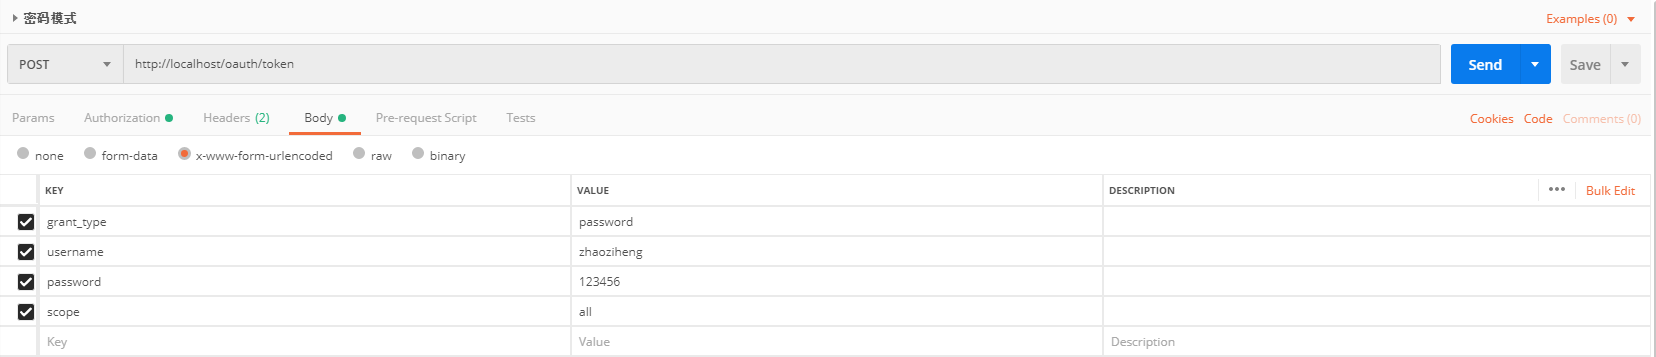 密码模式
Examples (0)
POST http://localhost/oauth/token Send Save
Params Authorization Headers (2) Body Pre-request Script Tests Cookies Code Comments (0)
none form-data x-www-form-urlencoded raw binary
KEY VALUE DESCRIPTION ••• Bulk Edit
grant_type password
username zhaoziheng
password 123456
scope all
Key Value Description